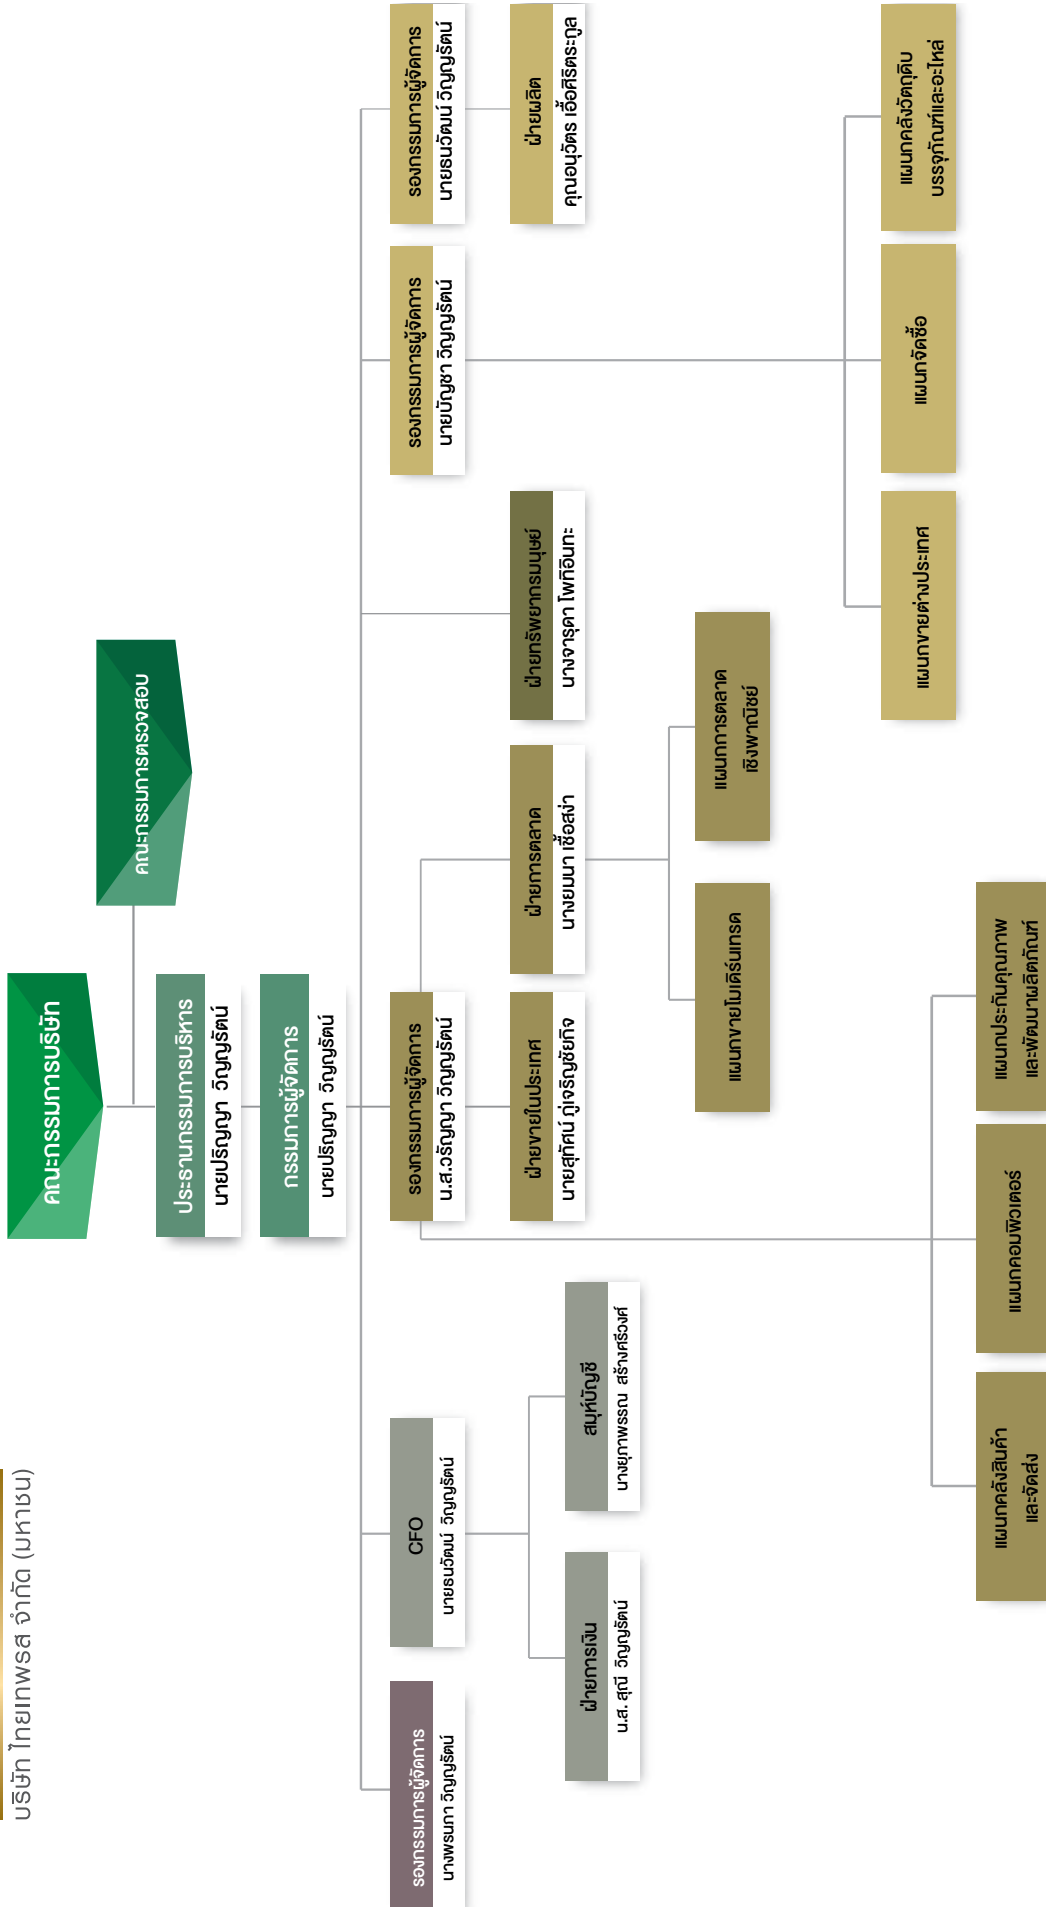 บริษัท ไทยเทพรส จำกัด (มหาชน)
คณะกรรมการบริษัท
คณะกรรมการตรวจสอบ
ประธานกรรมการบริหาร
นายปริญญา วิญญรัตน์
กรรมการผู้จัดการ
นายปริญญา วิญญรัตน์
รองกรรมการผู้จัดการ
นางพรนภา วิญญรัตน์
CFO
นายธนวัฒน์ วิญญรัตน์
รองกรรมการผู้จัดการ
น.ส.วรัญญา วิญญรัตน์
รองกรรมการผู้จัดการ
นายบัญชา วิญญรัตน์
รองกรรมการผู้จัดการ
นายธนวัฒน์ วิญญรัตน์
ฝ่ายขายในประเทศ
นายสุทัศน์ ภู่เจริญชัยกิจ
ฝ่ายการตลาด
นางยมนา เชื้อสง่า
ฝ่ายทรัพยากรมนุษย์
นางจารุดา โพทิอินทะ
ฝ่ายผลิต
คุณอนุวัตร เอื้อศิริตระกูล
ฝ่ายการเงิน
น.ส. สุณี วิญญรัตน์
สมุห์บัญชี
นางยุภาพรรณ สร้างศรีวงศ์
แผนกขายโมเดิร์นเทรด
แผนกการตลาด
เชิงพาณิชย์
แผนกขายต่างประเทศ
แผนกจัดซื้อ
แผนกคลังวัตถุดิบ
บรรจุภัณฑ์และอะไหล่
แผนกคลังสินค้า
และจัดส่ง
แผนกคอมพิวเตอร์
แผนกประกันคุณภาพ
และพัฒนาผลิตภัณฑ์